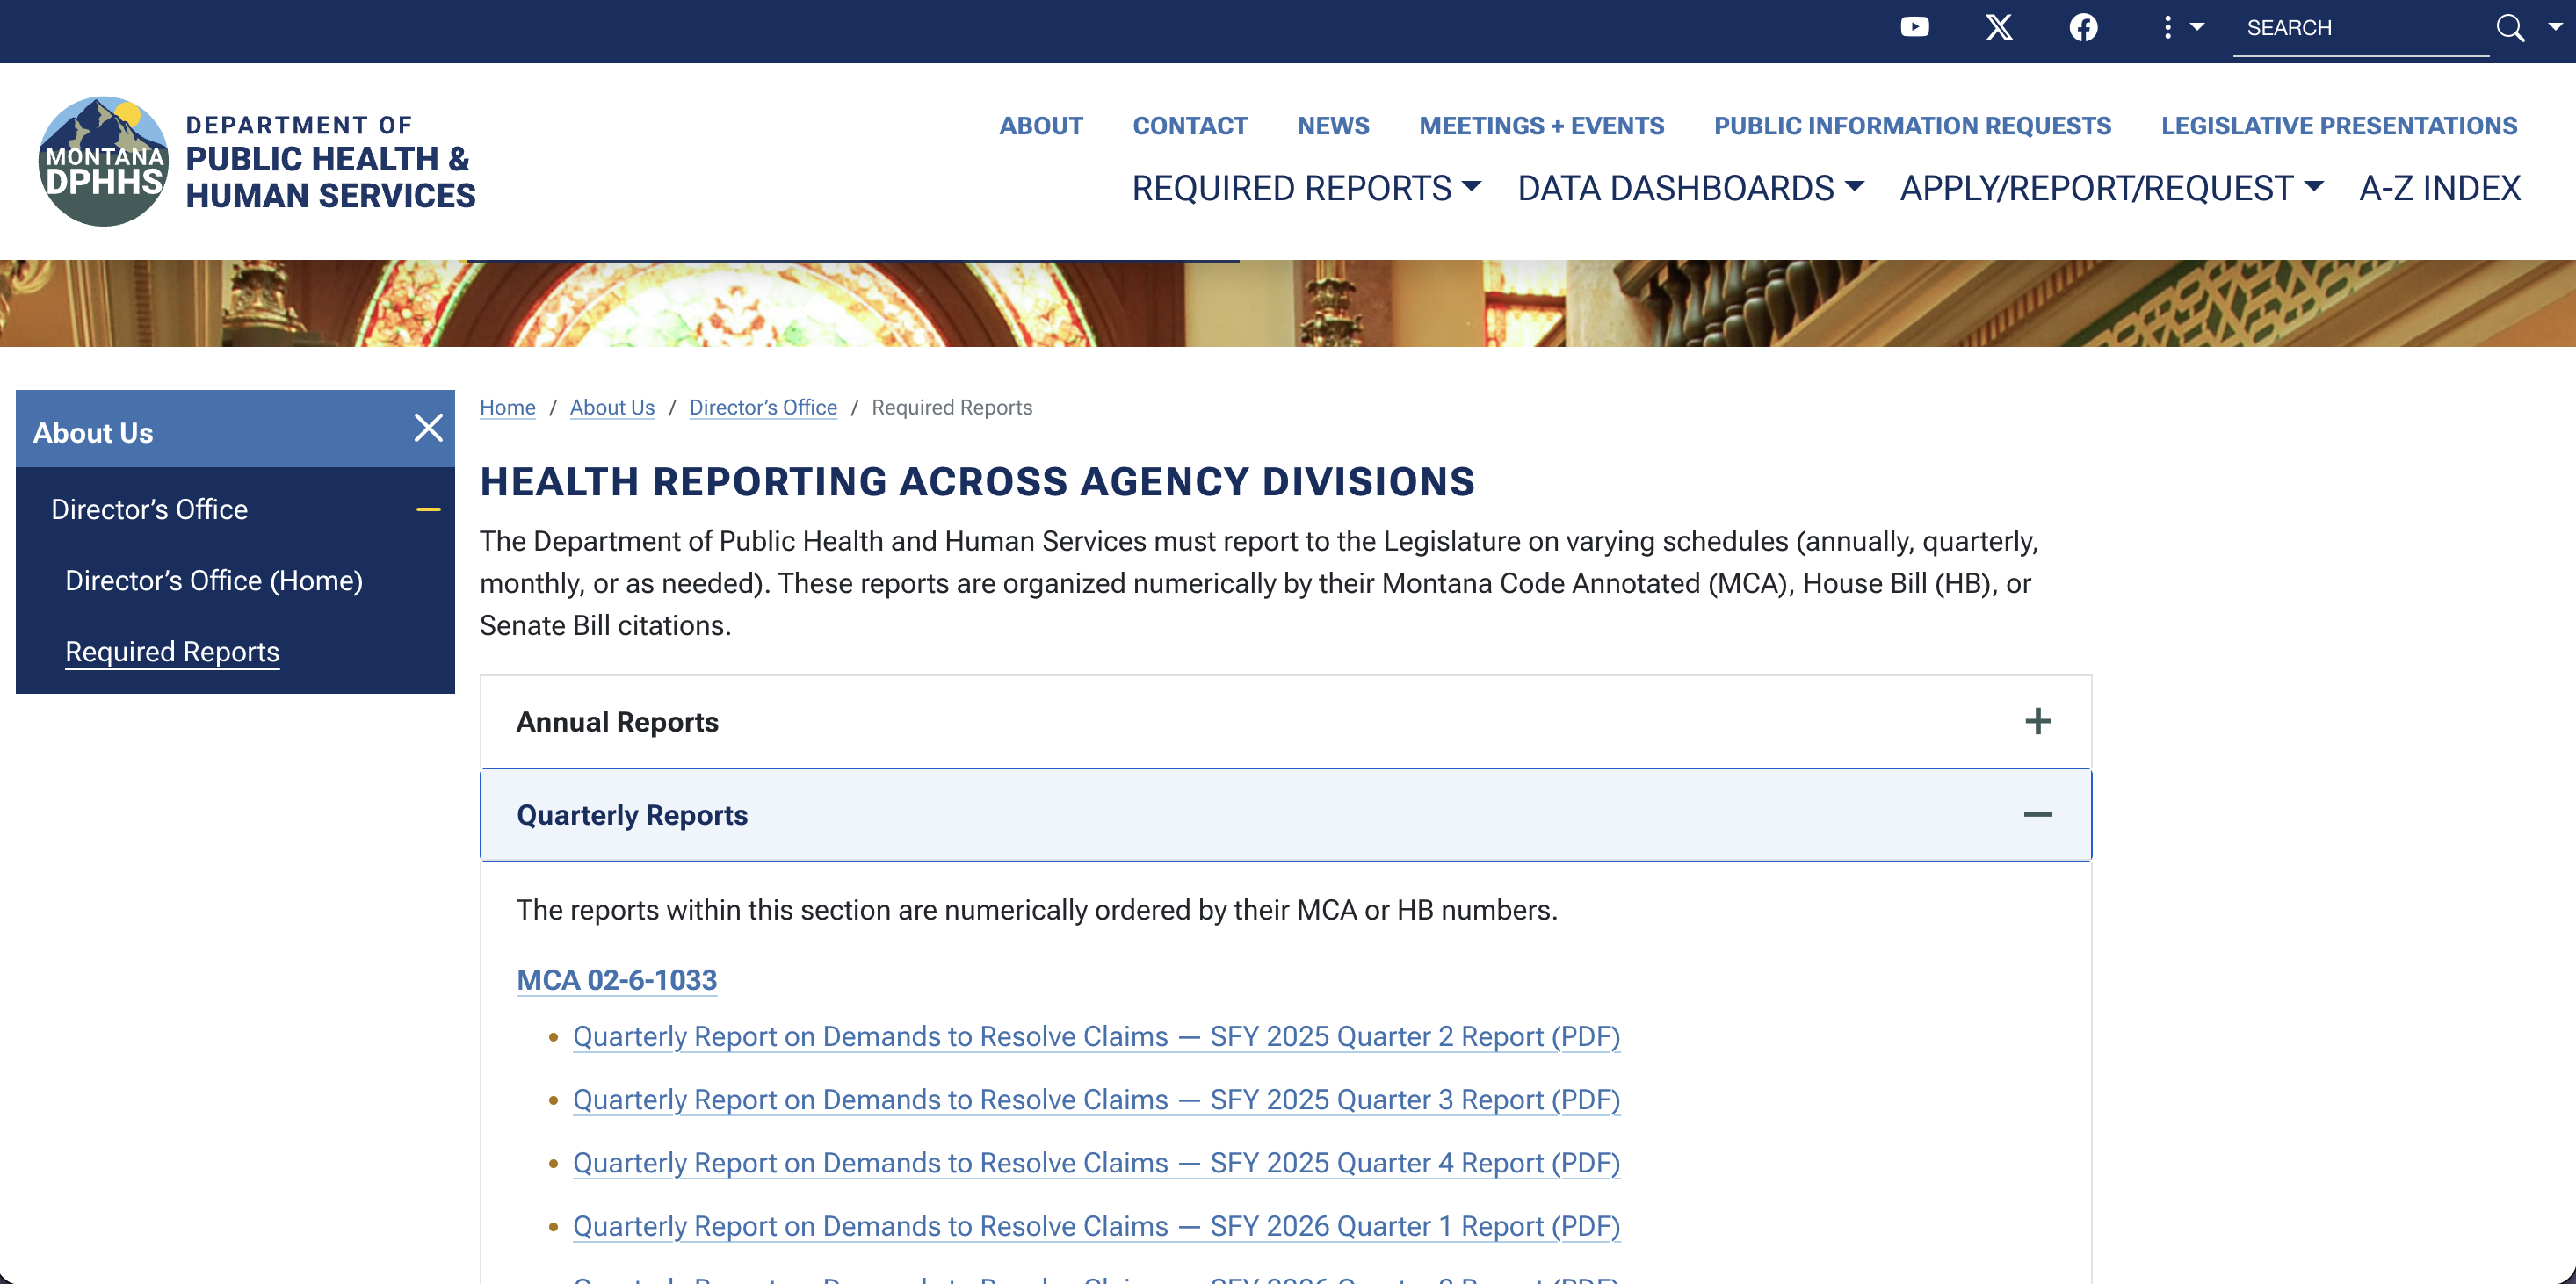 SEARCH
MONTANA
DPHHS
DEPARTMENT OF
PUBLIC HEALTH &
HUMAN SERVICES
ABOUT CONTACT NEWS MEETINGS + EVENTS PUBLIC INFORMATION REQUESTS LEGISLATIVE PRESENTATIONS
REQUIRED REPORTS DATA DASHBOARDS APPLY/REPORT/REQUEST A-Z INDEX
About Us
Director’s Office
Director’s Office (Home)
Required Reports
Home / About Us / Director’s Office / Required Reports
HEALTH REPORTING ACROSS AGENCY DIVISIONS
The Department of Public Health and Human Services must report to the Legislature on varying schedules (annually, quarterly,
monthly, or as needed). These reports are organized numerically by their Montana Code Annotated (MCA), House Bill (HB), or
Senate Bill citations.
Annual Reports
Quarterly Reports
The reports within this section are numerically ordered by their MCA or HB numbers.
MCA 02-6-1033
• Quarterly Report on Demands to Resolve Claims — SFY 2025 Quarter 2 Report (PDF)
• Quarterly Report on Demands to Resolve Claims — SFY 2025 Quarter 3 Report (PDF)
• Quarterly Report on Demands to Resolve Claims — SFY 2025 Quarter 4 Report (PDF)
• Quarterly Report on Demands to Resolve Claims — SFY 2026 Quarter 1 Report (PDF)